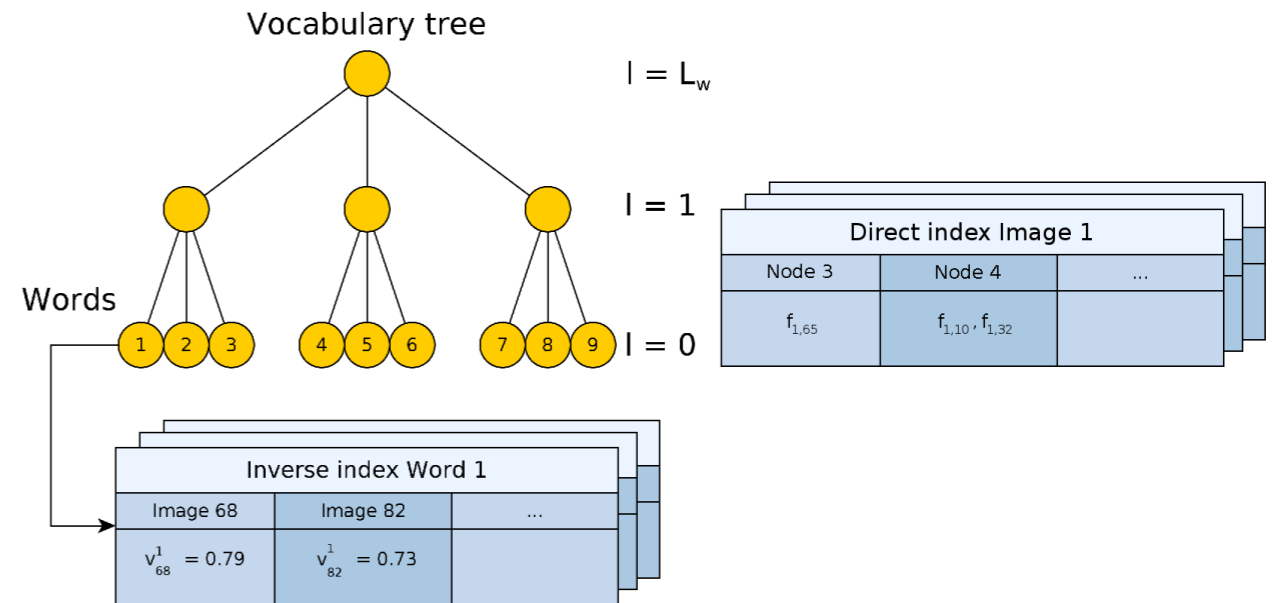 Vocabulary tree
l = L_w
l = 1
Direct index Image 1
Node 3 Node 4 ...
f_1,65 f_1,10 , f_1,32
Words
1 2 3 4 5 6 7 8 9 l = 0
Inverse index Word 1
Image 68 Image 82 ...
v^1_68 = 0.79 v^1_82 = 0.73